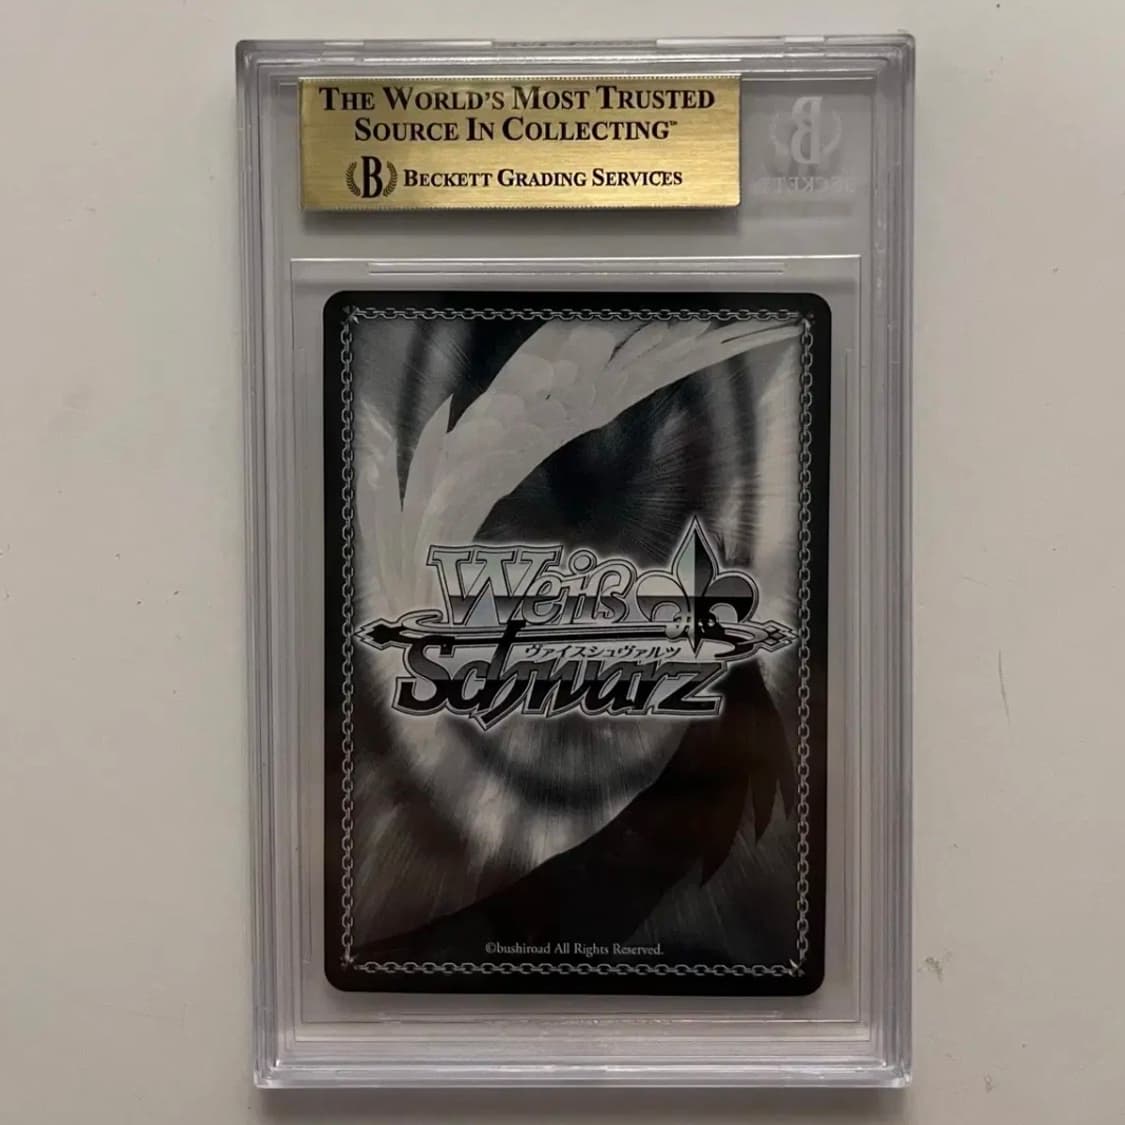 THE WORLD'S MOST TRUSTED
SOURCE IN COLLECTING™
B BECKETT GRADING SERVICES
B
BECKETT
Weiß
ヴァイスシュヴァルツ
Schwarz
©bushiroad All Rights Reserved.